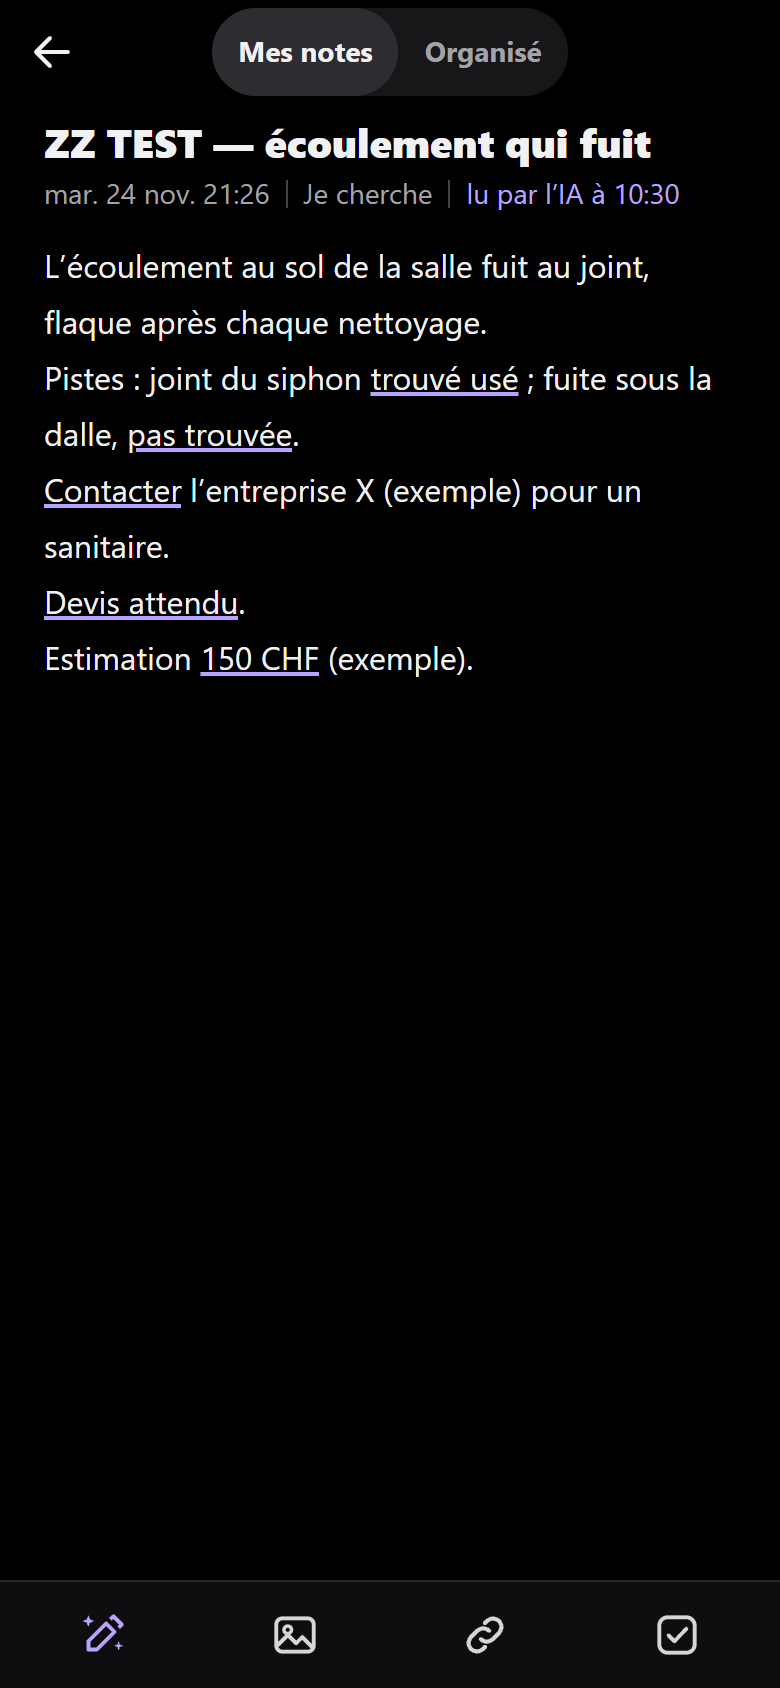 Mes notes Organisé
ZZ TEST — écoulement qui fuit
mar. 24 nov. 21:26 | Je cherche | lu par l’IA à 10:30
L’écoulement au sol de la salle fuit au joint,
flaque après chaque nettoyage.
Pistes : joint du siphon trouvé usé ; fuite sous la
dalle, pas trouvée.
Contacter l’entreprise X (exemple) pour un
sanitaire.
Devis attendu.
Estimation 150 CHF (exemple).